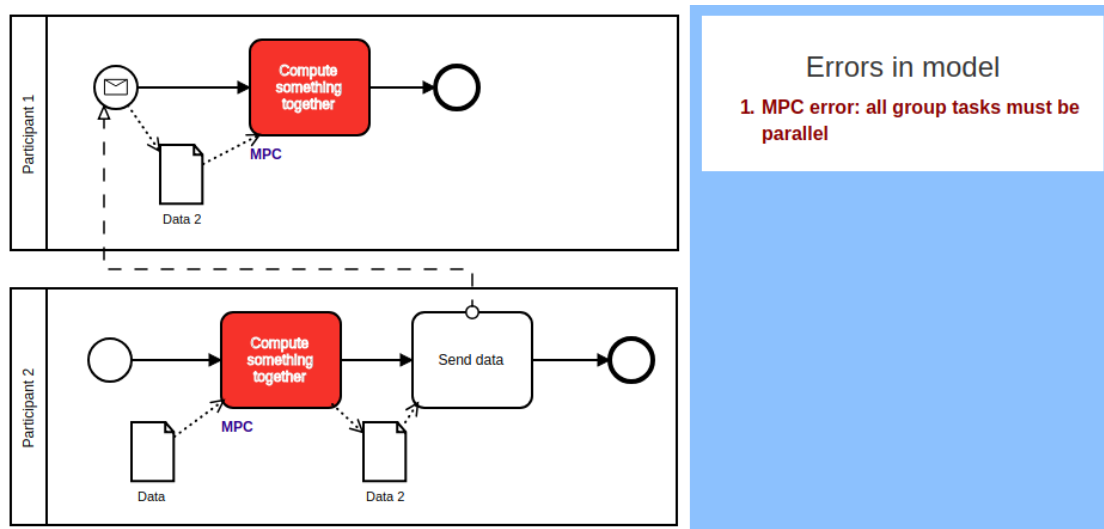 Participant 1
Compute
something
together
MPC
Data 2
Participant 2
Compute
something
together
MPC
Send data
Data
Data 2
Errors in model
1. MPC error: all group tasks must be
parallel